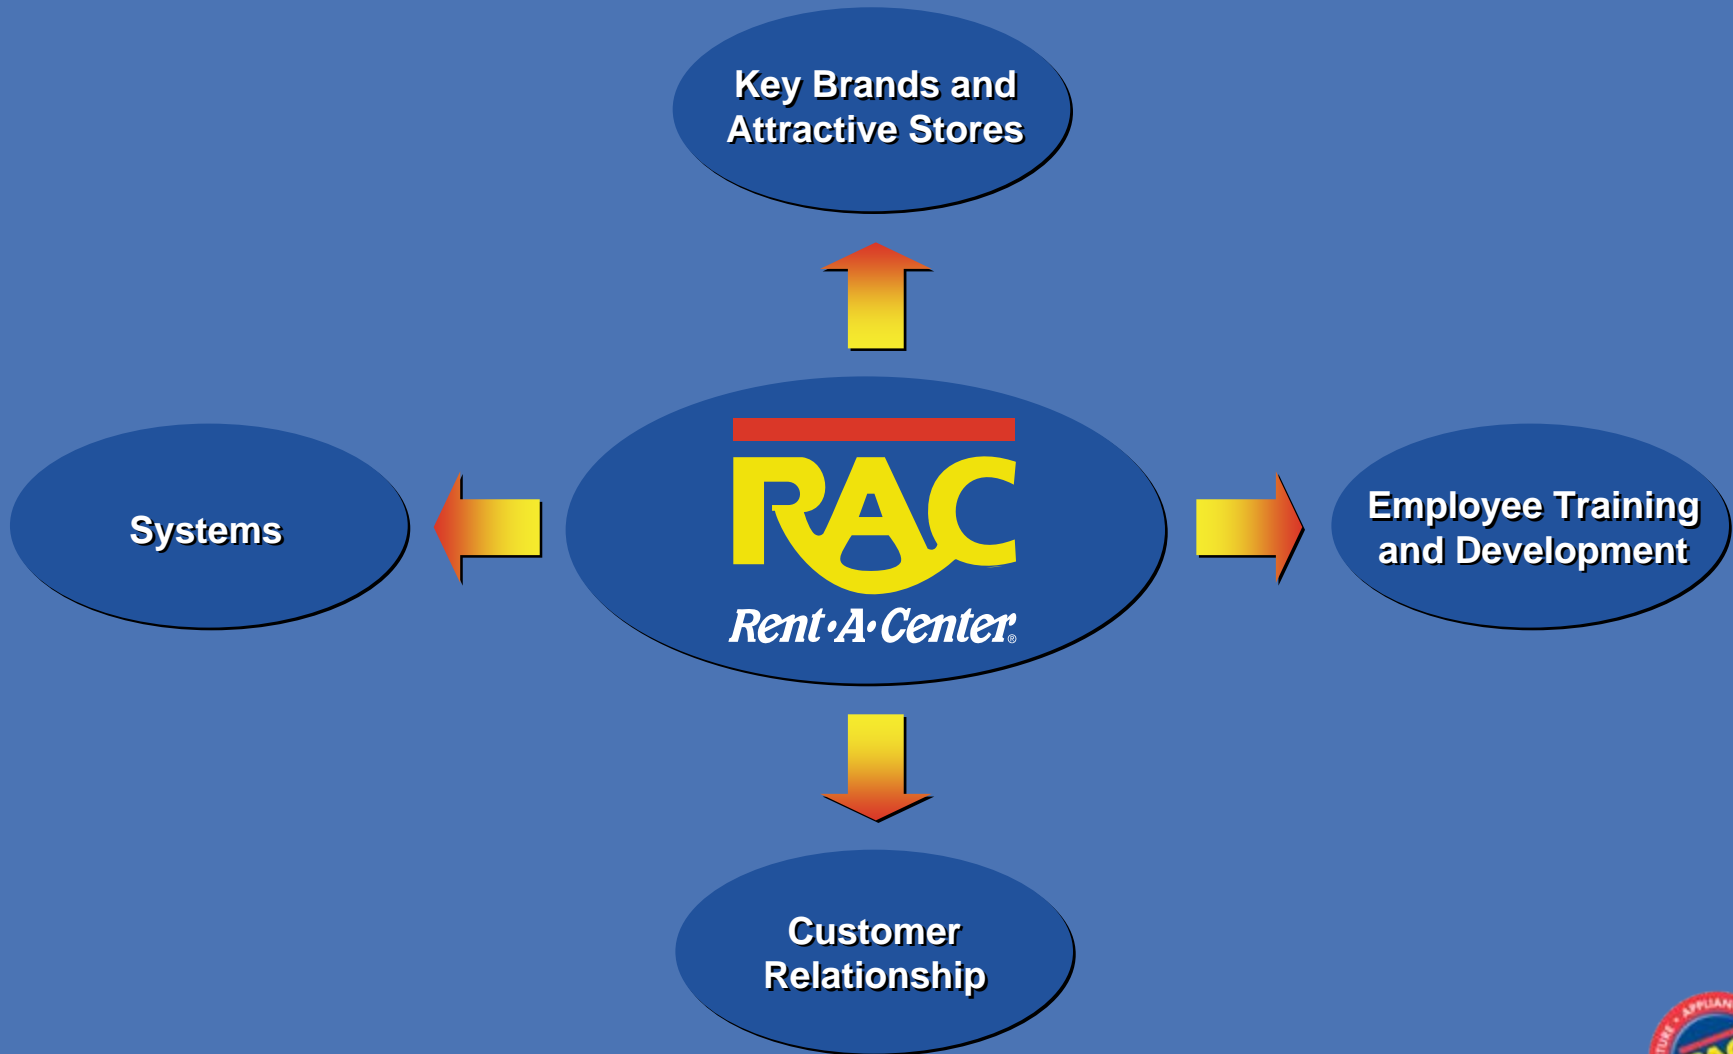 Key Brands and
Attractive Stores
RAC
Rent·A·Center®
Systems
Employee Training
and Development
Customer
Relationship